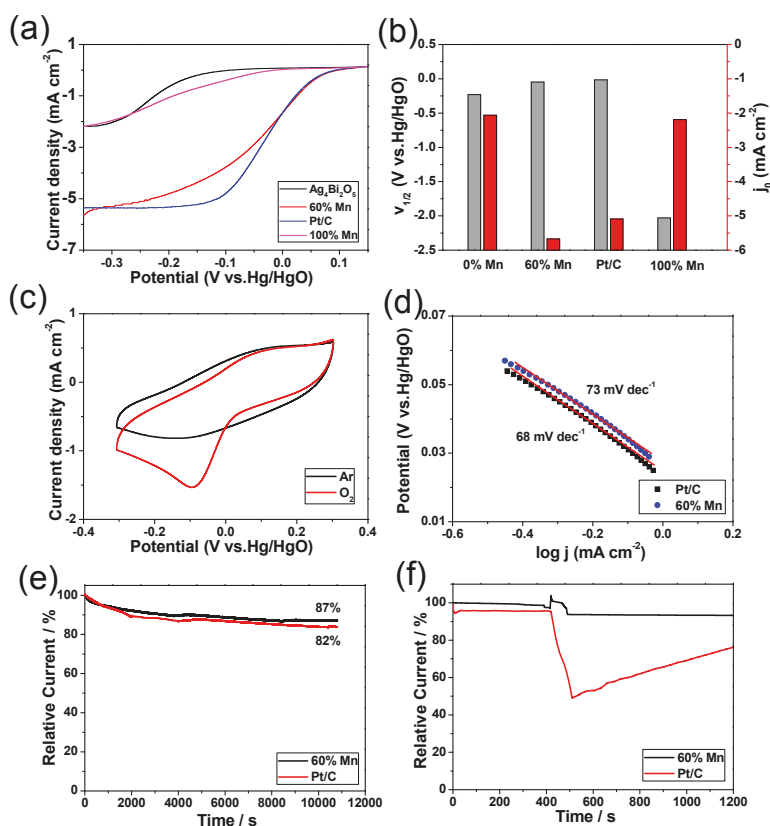 (a)
Current density (mA cm⁻²)
1
-1
-3
-5
-7
-0.3 -0.2 -0.1 0.0 0.1
Potential (V vs.Hg/HgO)
Ag₄Bi₂O₅
60% Mn
Pt/C
100% Mn
(b)
v₁/₂ (V vs.Hg/HgO)
0.5
0.0
-0.5
-1.0
-1.5
-2.0
-2.5
0% Mn 60% Mn Pt/C 100% Mn
0
-1
-2
-3
-4
-5
-6
jₙ (mA cm⁻²)
(c)
Current density (mA cm⁻²)
1
0
-1
-2
-0.4 -0.2 0.0 0.2 0.4
Potential (V vs.Hg/HgO)
Ar
O₂
(d)
Potential (V vs.Hg/HgO)
0.07
0.05
0.03
0.01
-0.6 -0.4 -0.2 0.0 0.2
log j (mA cm⁻²)
73 mV dec⁻¹
68 mV dec⁻¹
Pt/C
60% Mn
(e)
Relative Current / %
100
80
60
40
20
0
0 2000 4000 6000 8000 10000 12000
Time / s
87%
82%
60% Mn
Pt/C
(f)
Relative Current / %
100
80
60
40
20
0 200 400 600 800 1000 1200
Time / s
60% Mn
Pt/C